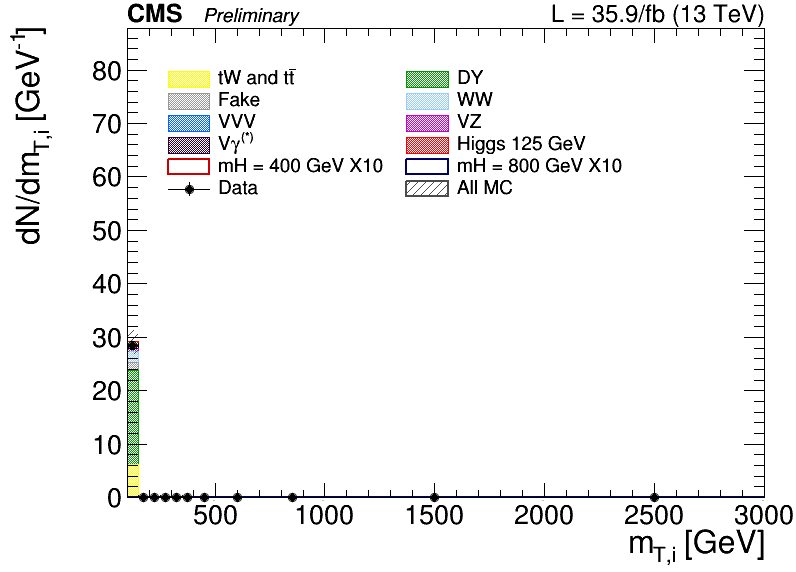 CMS Preliminary L = 35.9/fb (13 TeV)
dN/dm_{T,i} [GeV^{-1}]
80
70
60
50
40
30
20
10
0
tW and tt̄
DY
Fake
WW
VVV
VZ
Vγ^{(*)}
Higgs 125 GeV
mH = 400 GeV X10
mH = 800 GeV X10
Data
All MC
500 1000 1500 2000 2500 3000
m_{T,i} [GeV]